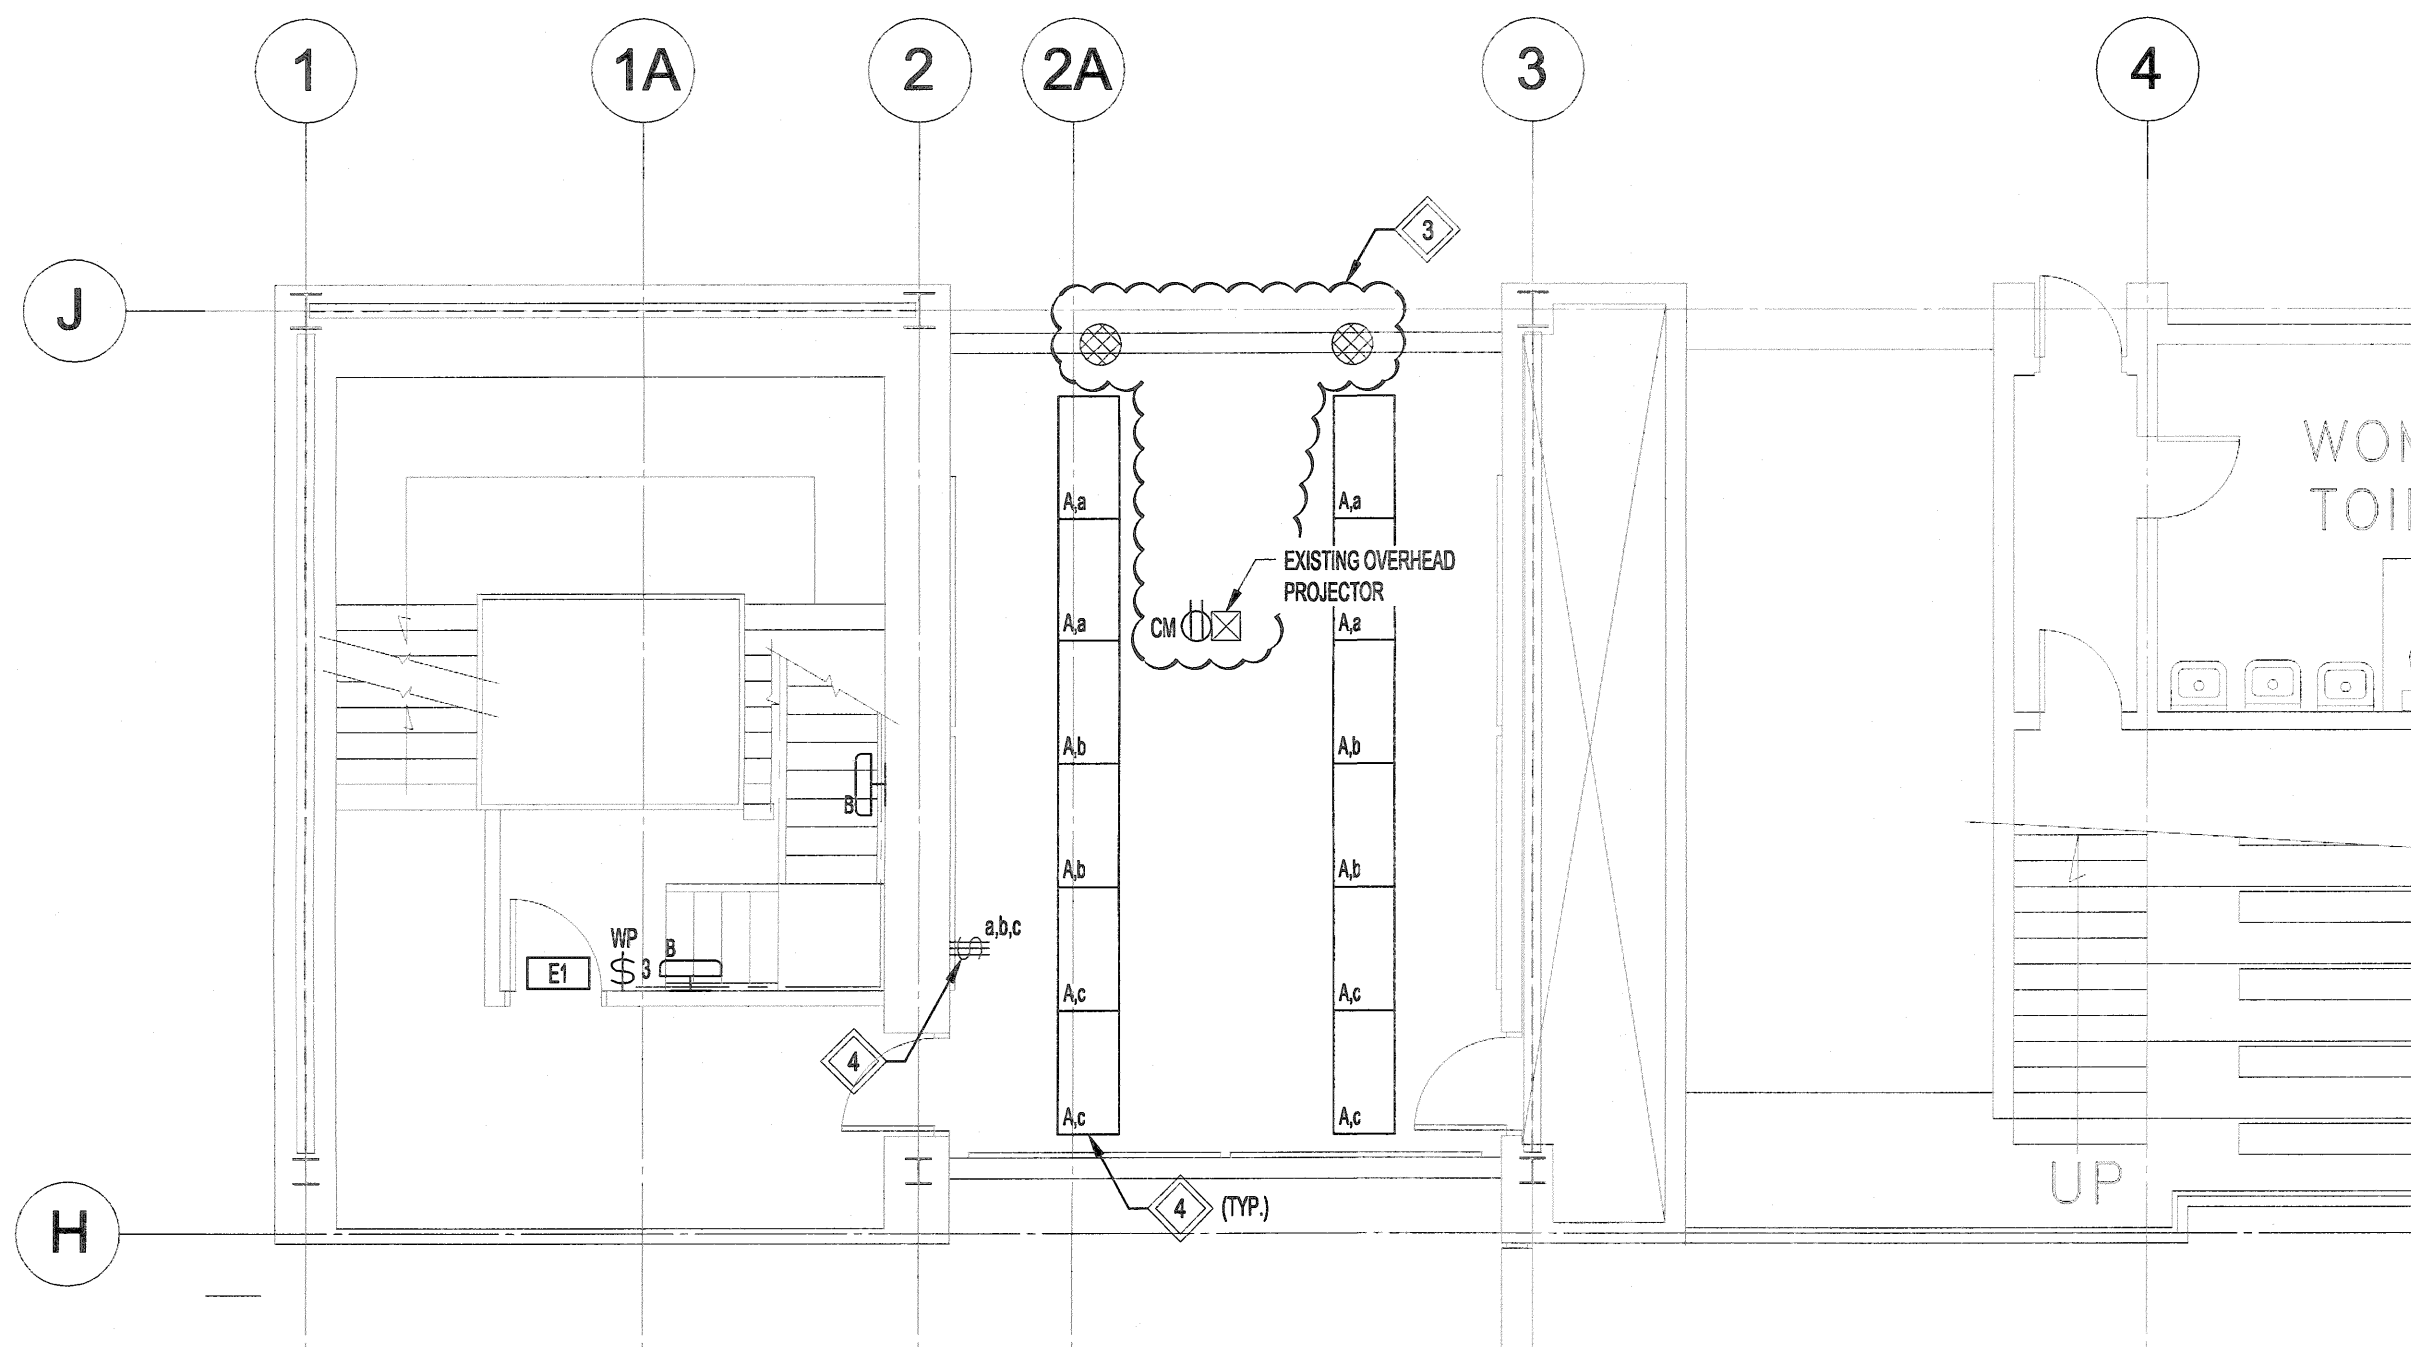 1
1A
2
2A
3
4
3
J
WOM
TOI
A,a
A,a
EXISTING OVERHEAD
PROJECTOR
CM
A,a
A,a
A,b
A,b
B
A,b
A,b
a,b,c
WP
B
E1
$3
A,c
A,c
4
A,c
A,c
UP
4
(TYP.)
H